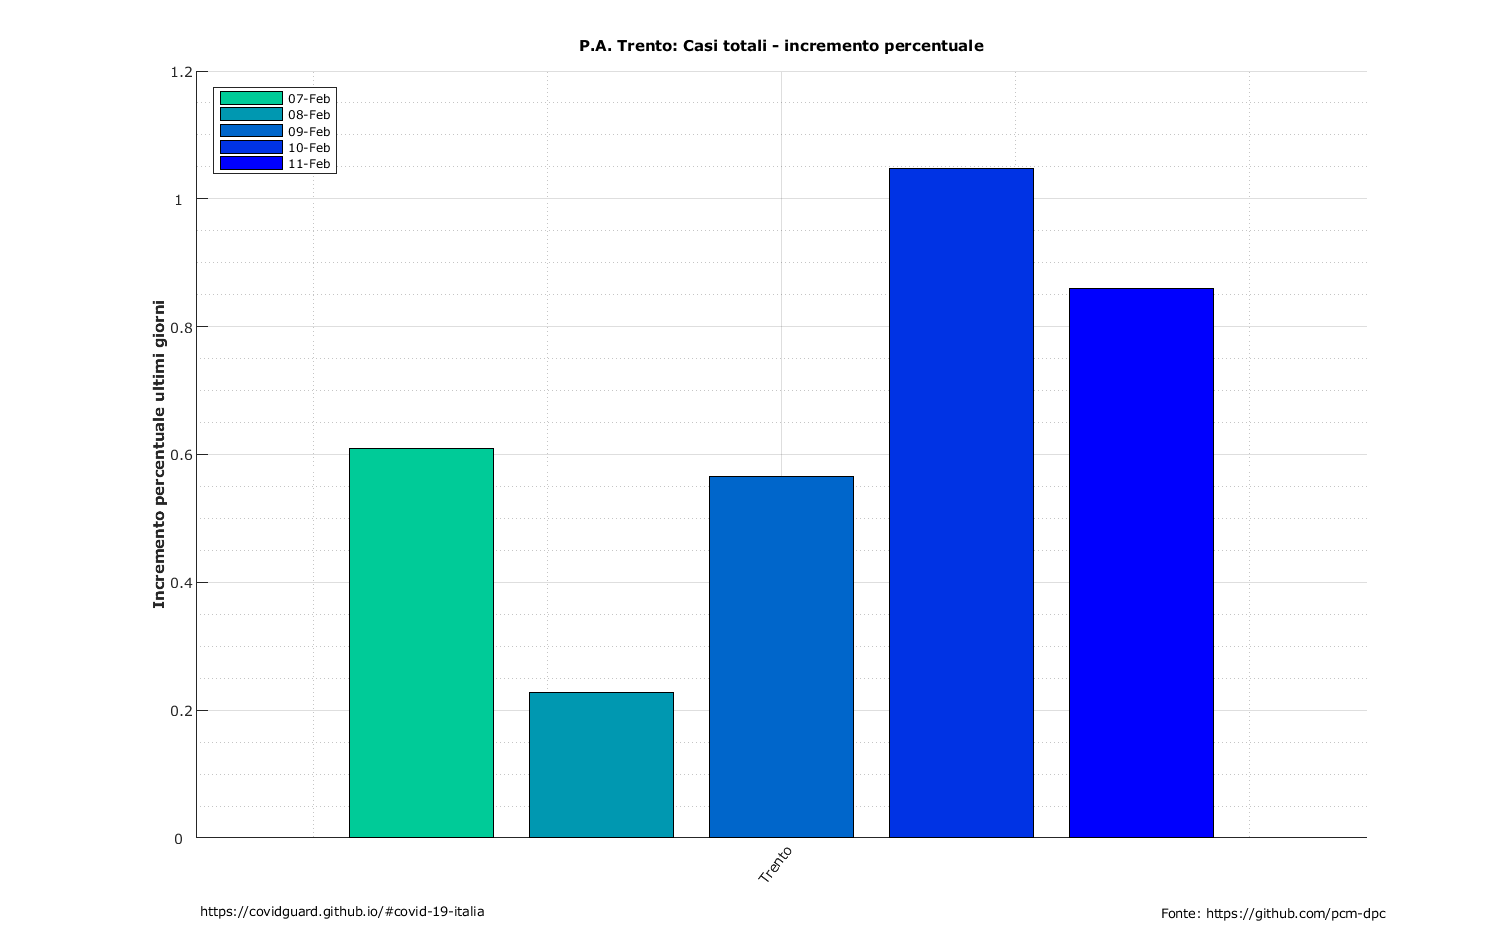 P.A. Trento: Casi totali - incremento percentuale
1.2
1
0.8
0.6
0.4
0.2
0
Incremento percentuale ultimi giorni
07-Feb
08-Feb
09-Feb
10-Feb
11-Feb
Trento
https://covidguard.github.io/#covid-19-italia
Fonte: https://github.com/pcm-dpc